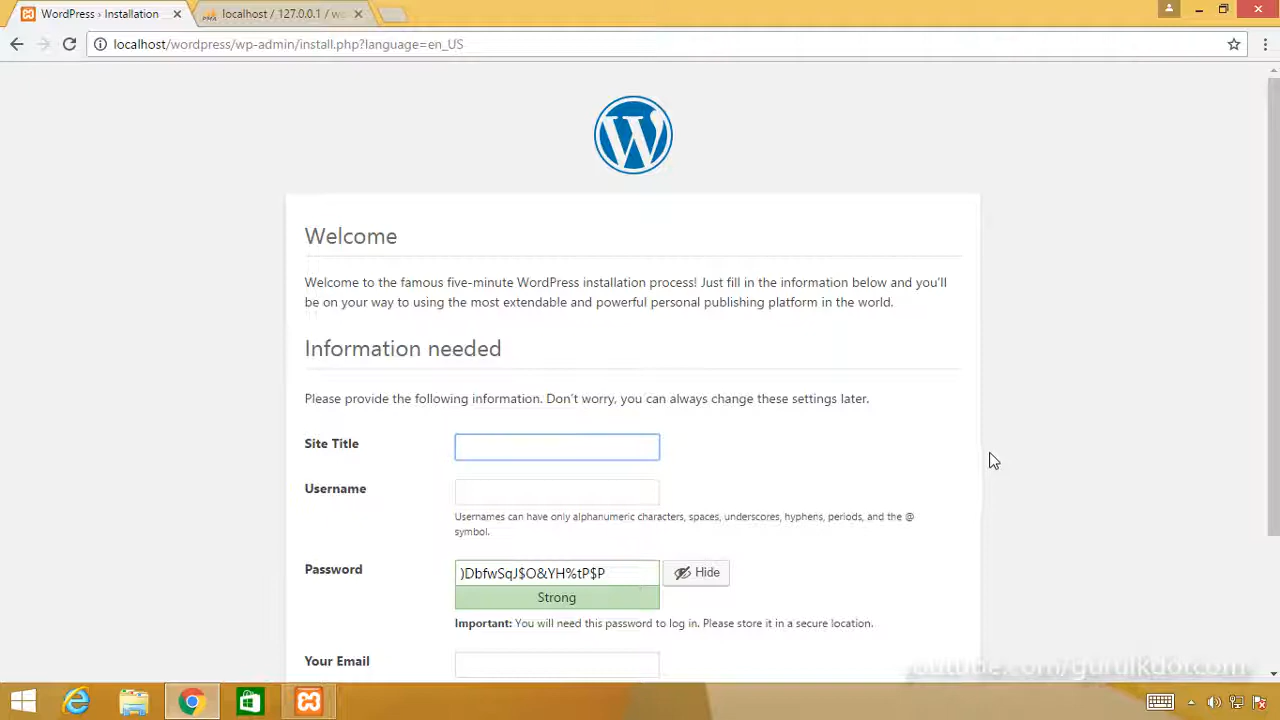 WordPress › Installation
localhost / 127.0.0.1 / w
localhost/wordpress/wp-admin/install.php?language=en_US
W
Welcome
Welcome to the famous five-minute WordPress installation process! Just fill in the information below and you'll
be on your way to using the most extendable and powerful personal publishing platform in the world.
Information needed
Please provide the following information. Don't worry, you can always change these settings later.
Site Title
Username
Usernames can have only alphanumeric characters, spaces, underscores, hyphens, periods, and the @
symbol.
Password
)DbfwSqJ$O&YH%tP$P
Hide
Strong
Important: You will need this password to log in. Please store it in a secure location.
Your Email